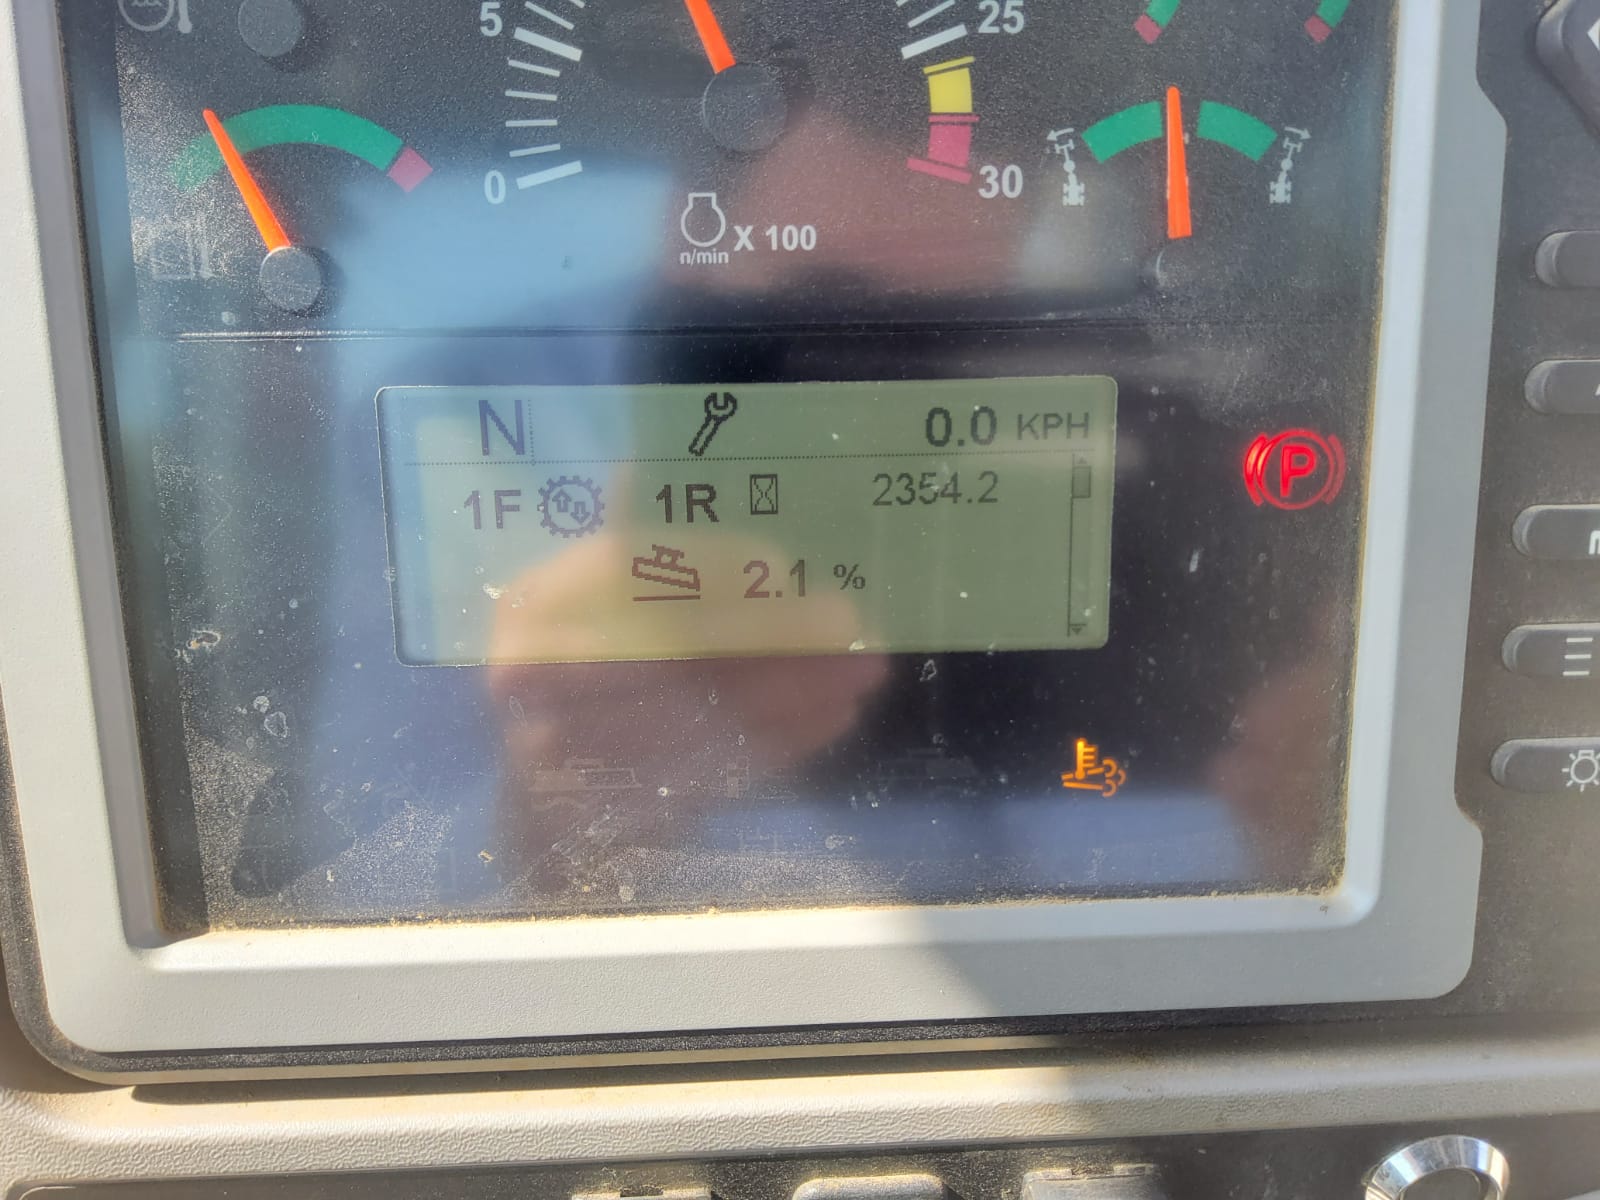 5 25
0 30
n/min X 100
N 0.0 KPH
1F 1R 2354.2
2.1 %
P